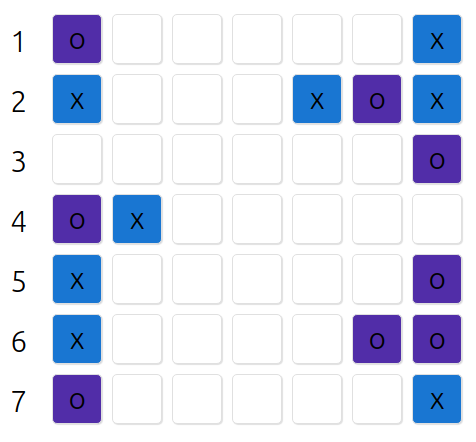 1 O X
2 X X O X
3 O
4 O X
5 X O
6 X O O
7 O X